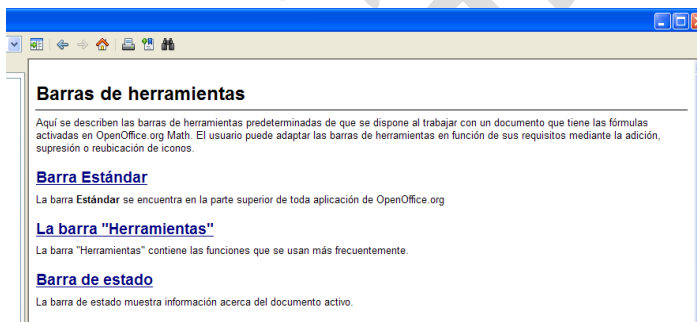 Barras de herramientas
Aquí se describen las barras de herramientas predeterminadas de que se dispone al trabajar con un documento que tiene las fórmulas
activadas en OpenOffice.org Math. El usuario puede adaptar las barras de herramientas en función de sus requisitos mediante la adición,
supresión o reubicación de iconos.
Barra Estándar
La barra Estándar se encuentra en la parte superior de toda aplicación de OpenOffice.org
La barra "Herramientas"
La barra "Herramientas" contiene las funciones que se usan más frecuentemente.
Barra de estado
La barra de estado muestra información acerca del documento activo.